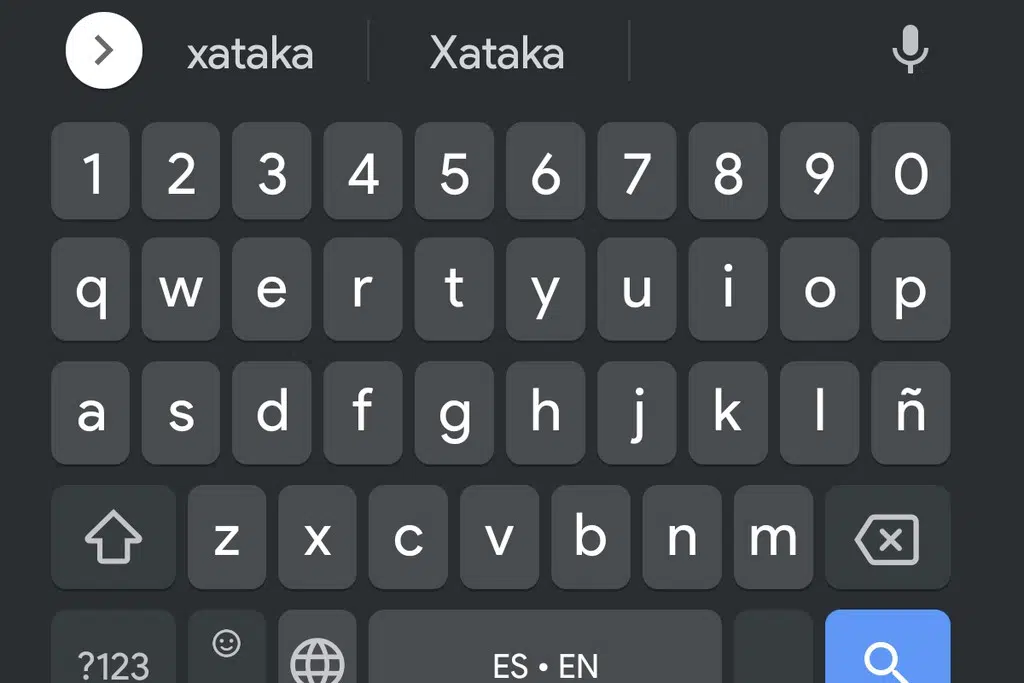 xataka Xataka
1 2 3 4 5 6 7 8 9 0
q w e r t y u i o p
a s d f g h j k l ñ
z x c v b n m
?123 ES • EN